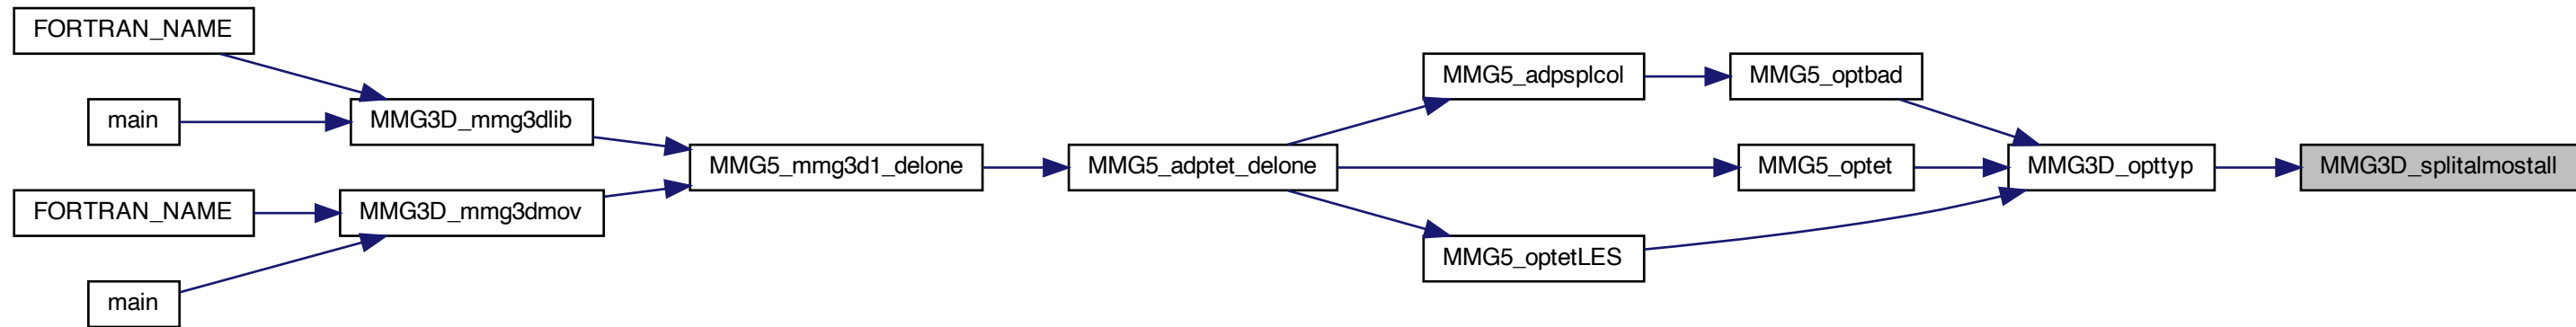 FORTRAN_NAME
main
MMG3D_mmg3dlib
FORTRAN_NAME
main
MMG3D_mmg3dmov
MMG5_mmg3d1_delone
MMG5_adptet_delone
MMG5_adpsplcol
MMG5_optbad
MMG5_optet
MMG5_optetLES
MMG3D_opttyp
MMG3D_splitalmostall